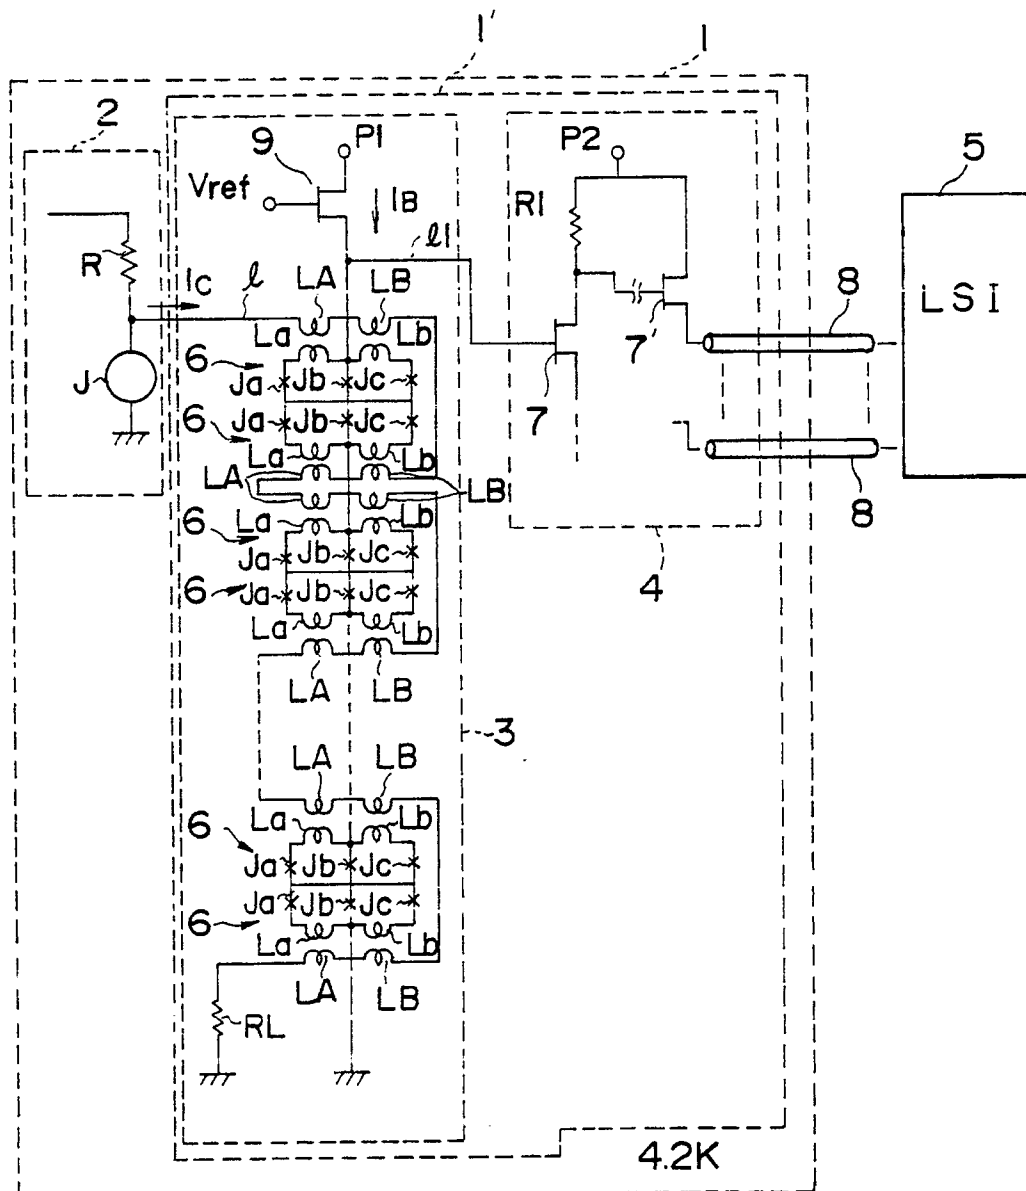 1' 1
2
9 P1
Vref
IB
l1
P2
R1
5
LSI
R
Ic l
LA LB
La Lb
6
Ja Jb Jc
J
7'
8
7
6 Ja Jb Jc
La Lb
LA LB
8
La Lb
6
Ja Jb Jc
4
6 Ja Jb Jc
La Lb
LA LB
3
LA LB
La Lb
6
Ja Jb Jc
Ja Jb Jc
6
La Lb
LA LB
RL
4.2K